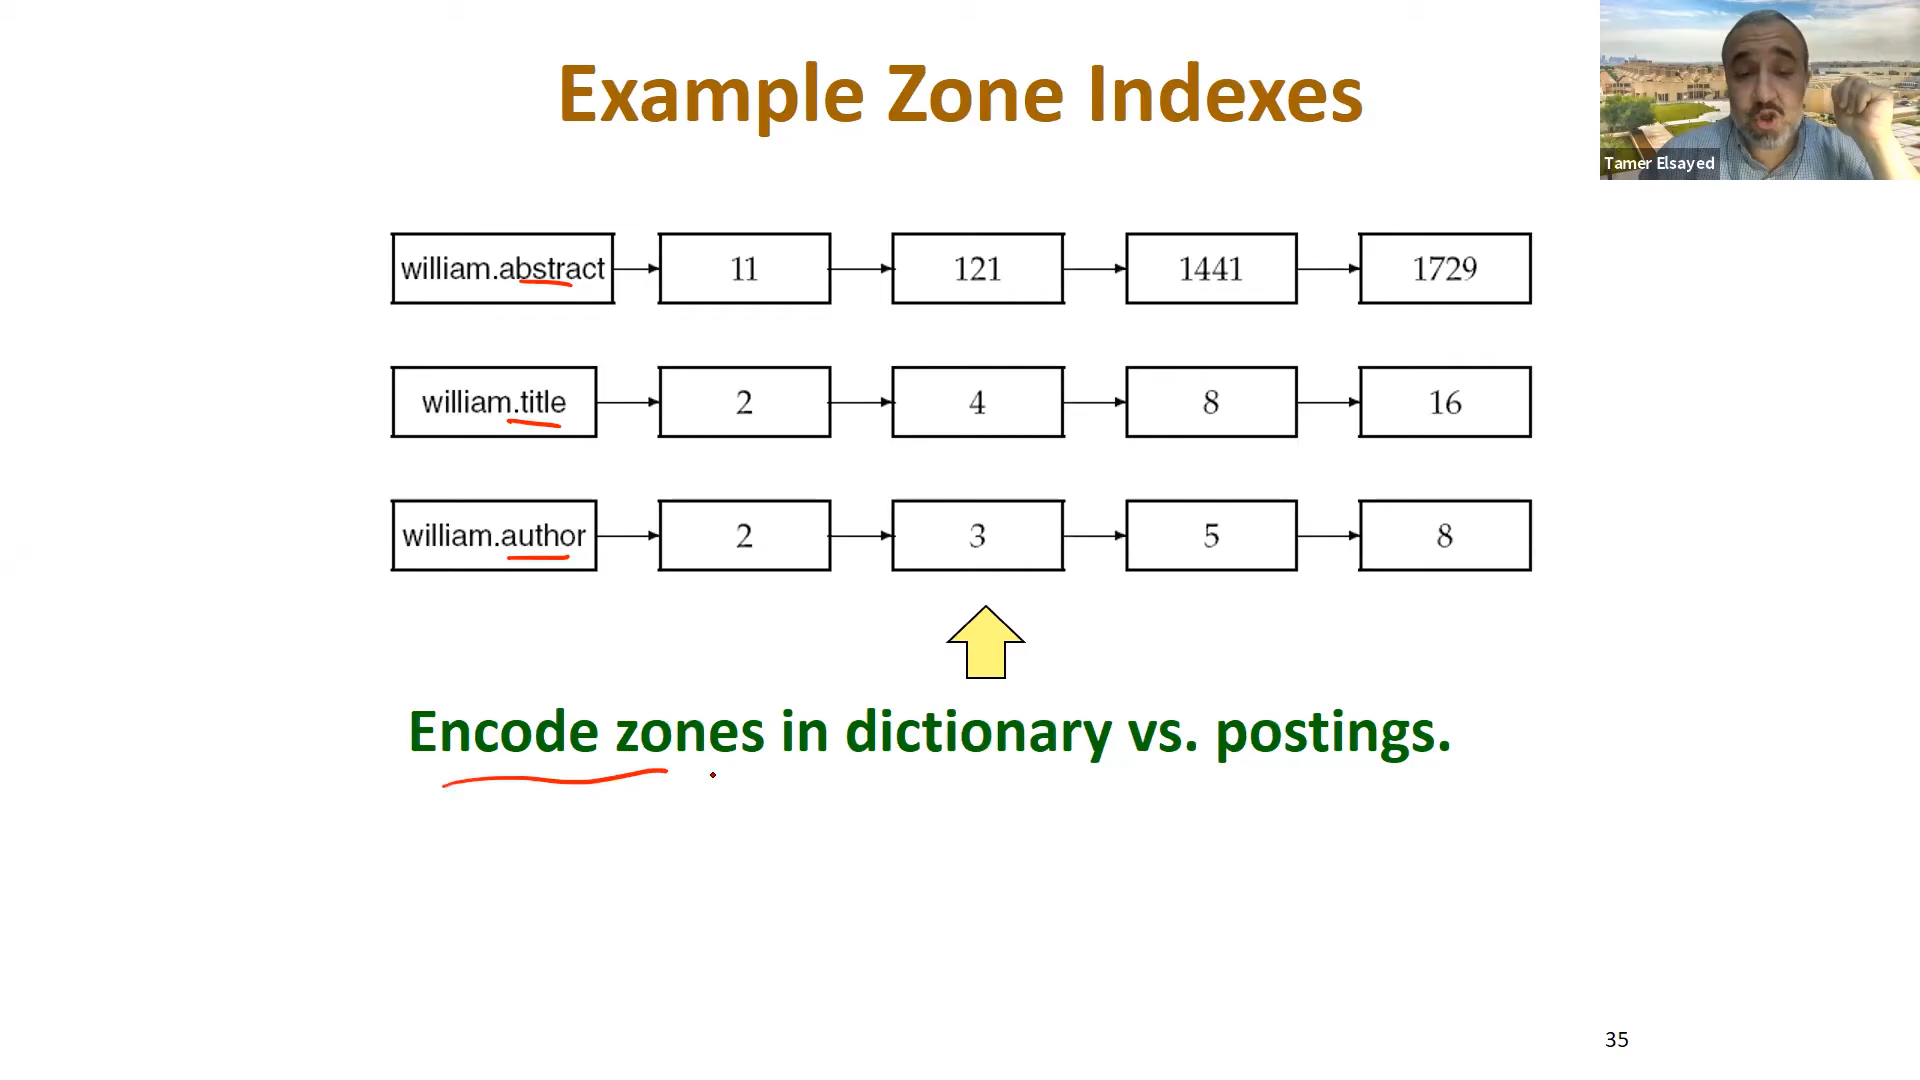 Example Zone Indexes
Tamer Elsayed
william.abstract 11 121 1441 1729
william.title 2 4 8 16
william.author 2 3 5 8
Encode zones in dictionary vs. postings.
35